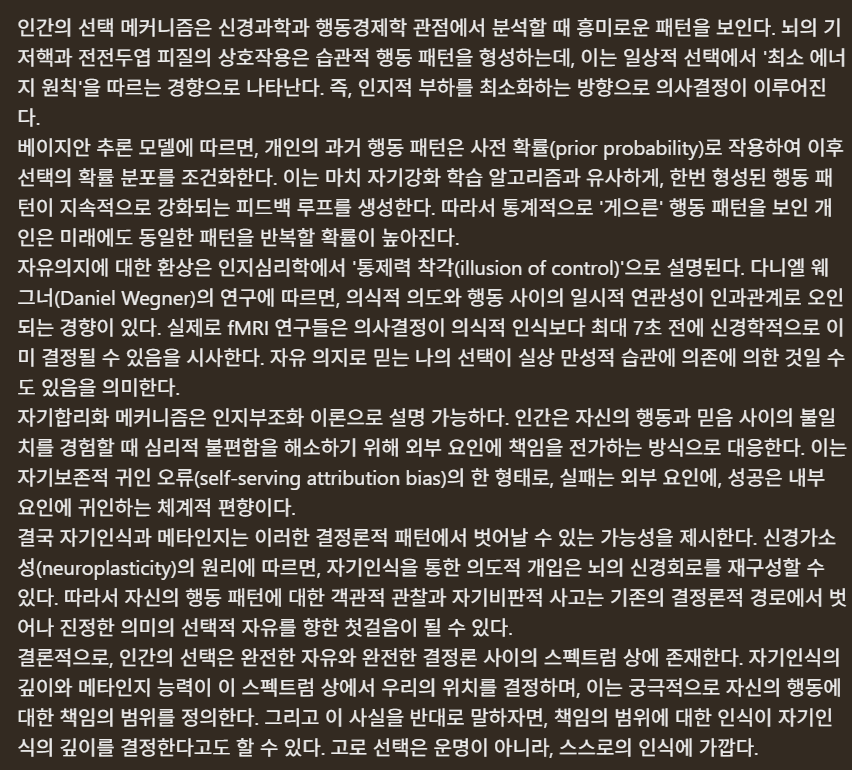 인간의 선택 메커니즘은 신경과학과 행동경제학 관점에서 분석할 때 흥미로운 패턴을 보인다. 뇌의 기
저핵과 전전두엽 피질의 상호작용은 습관적 행동 패턴을 형성하는데, 이는 일상적 선택에서 '최소 에너
지 원칙'을 따르는 경향으로 나타난다. 즉, 인지적 부하를 최소화하는 방향으로 의사결정이 이루어진
다.
베이지안 추론 모델에 따르면, 개인의 과거 행동 패턴은 사전 확률(prior probability)로 작용하여 이후
선택의 확률 분포를 조건화한다. 이는 마치 자기강화 학습 알고리즘과 유사하게, 한번 형성된 행동 패
턴이 지속적으로 강화되는 피드백 루프를 생성한다. 따라서 통계적으로 '게으른' 행동 패턴을 보인 개
인은 미래에도 동일한 패턴을 반복할 확률이 높아진다.
자유의지에 대한 환상은 인지심리학에서 '통제력 착각(illusion of control)'으로 설명된다. 다니엘 웨
그너(Daniel Wegner)의 연구에 따르면, 의식적 의도와 행동 사이의 일시적 연관성이 인과관계로 오인
되는 경향이 있다. 실제로 fMRI 연구들은 의사결정이 의식적 인식보다 최대 7초 전에 신경학적으로 이
미 결정될 수 있음을 시사한다. 자유 의지로 믿는 나의 선택이 실상 만성적 습관에 의존에 의한 것일 수
도 있음을 의미한다.
자기합리화 메커니즘은 인지부조화 이론으로 설명 가능하다. 인간은 자신의 행동과 믿음 사이의 불일
치를 경험할 때 심리적 불편함을 해소하기 위해 외부 요인에 책임을 전가하는 방식으로 대응한다. 이는
자기보존적 귀인 오류(self-serving attribution bias)의 한 형태로, 실패는 외부 요인에, 성공은 내부
요인에 귀인하는 체계적 편향이다.
결국 자기인식과 메타인지는 이러한 결정론적 패턴에서 벗어날 수 있는 가능성을 제시한다. 신경가소
성(neuroplasticity)의 원리에 따르면, 자기인식을 통한 의도적 개입은 뇌의 신경회로를 재구성할 수
있다. 따라서 자신의 행동 패턴에 대한 객관적 관찰과 자기비판적 사고는 기존의 결정론적 경로에서 벗
어나 진정한 의미의 선택적 자유를 향한 첫걸음이 될 수 있다.
결론적으로, 인간의 선택은 완전한 자유와 완전한 결정론 사이의 스펙트럼 상에 존재한다. 자기인식의
깊이와 메타인지 능력이 이 스펙트럼 상에서 우리의 위치를 결정하며, 이는 궁극적으로 자신의 행동에
대한 책임의 범위를 정의한다. 그리고 이 사실을 반대로 말하자면, 책임의 범위에 대한 인식이 자기인
식의 깊이를 결정한다고도 할 수 있다. 고로 선택은 운명이 아니라, 스스로의 인식에 가깝다.